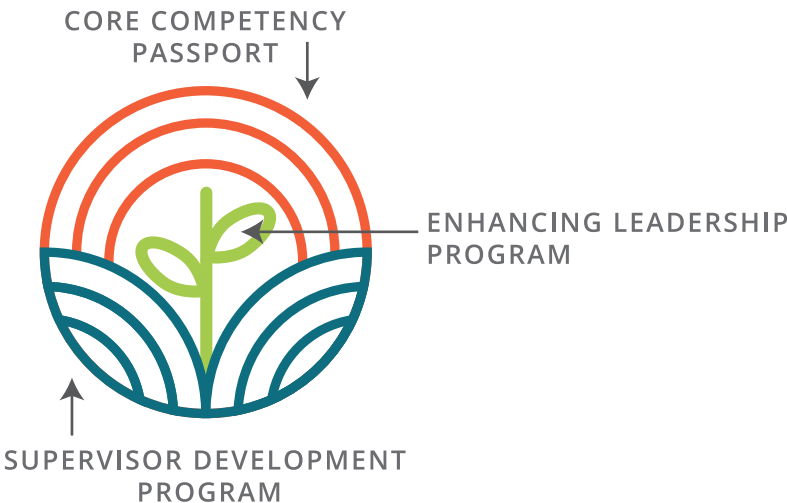 CORE COMPETENCY
PASSPORT
ENHANCING LEADERSHIP
PROGRAM
SUPERVISOR DEVELOPMENT
PROGRAM